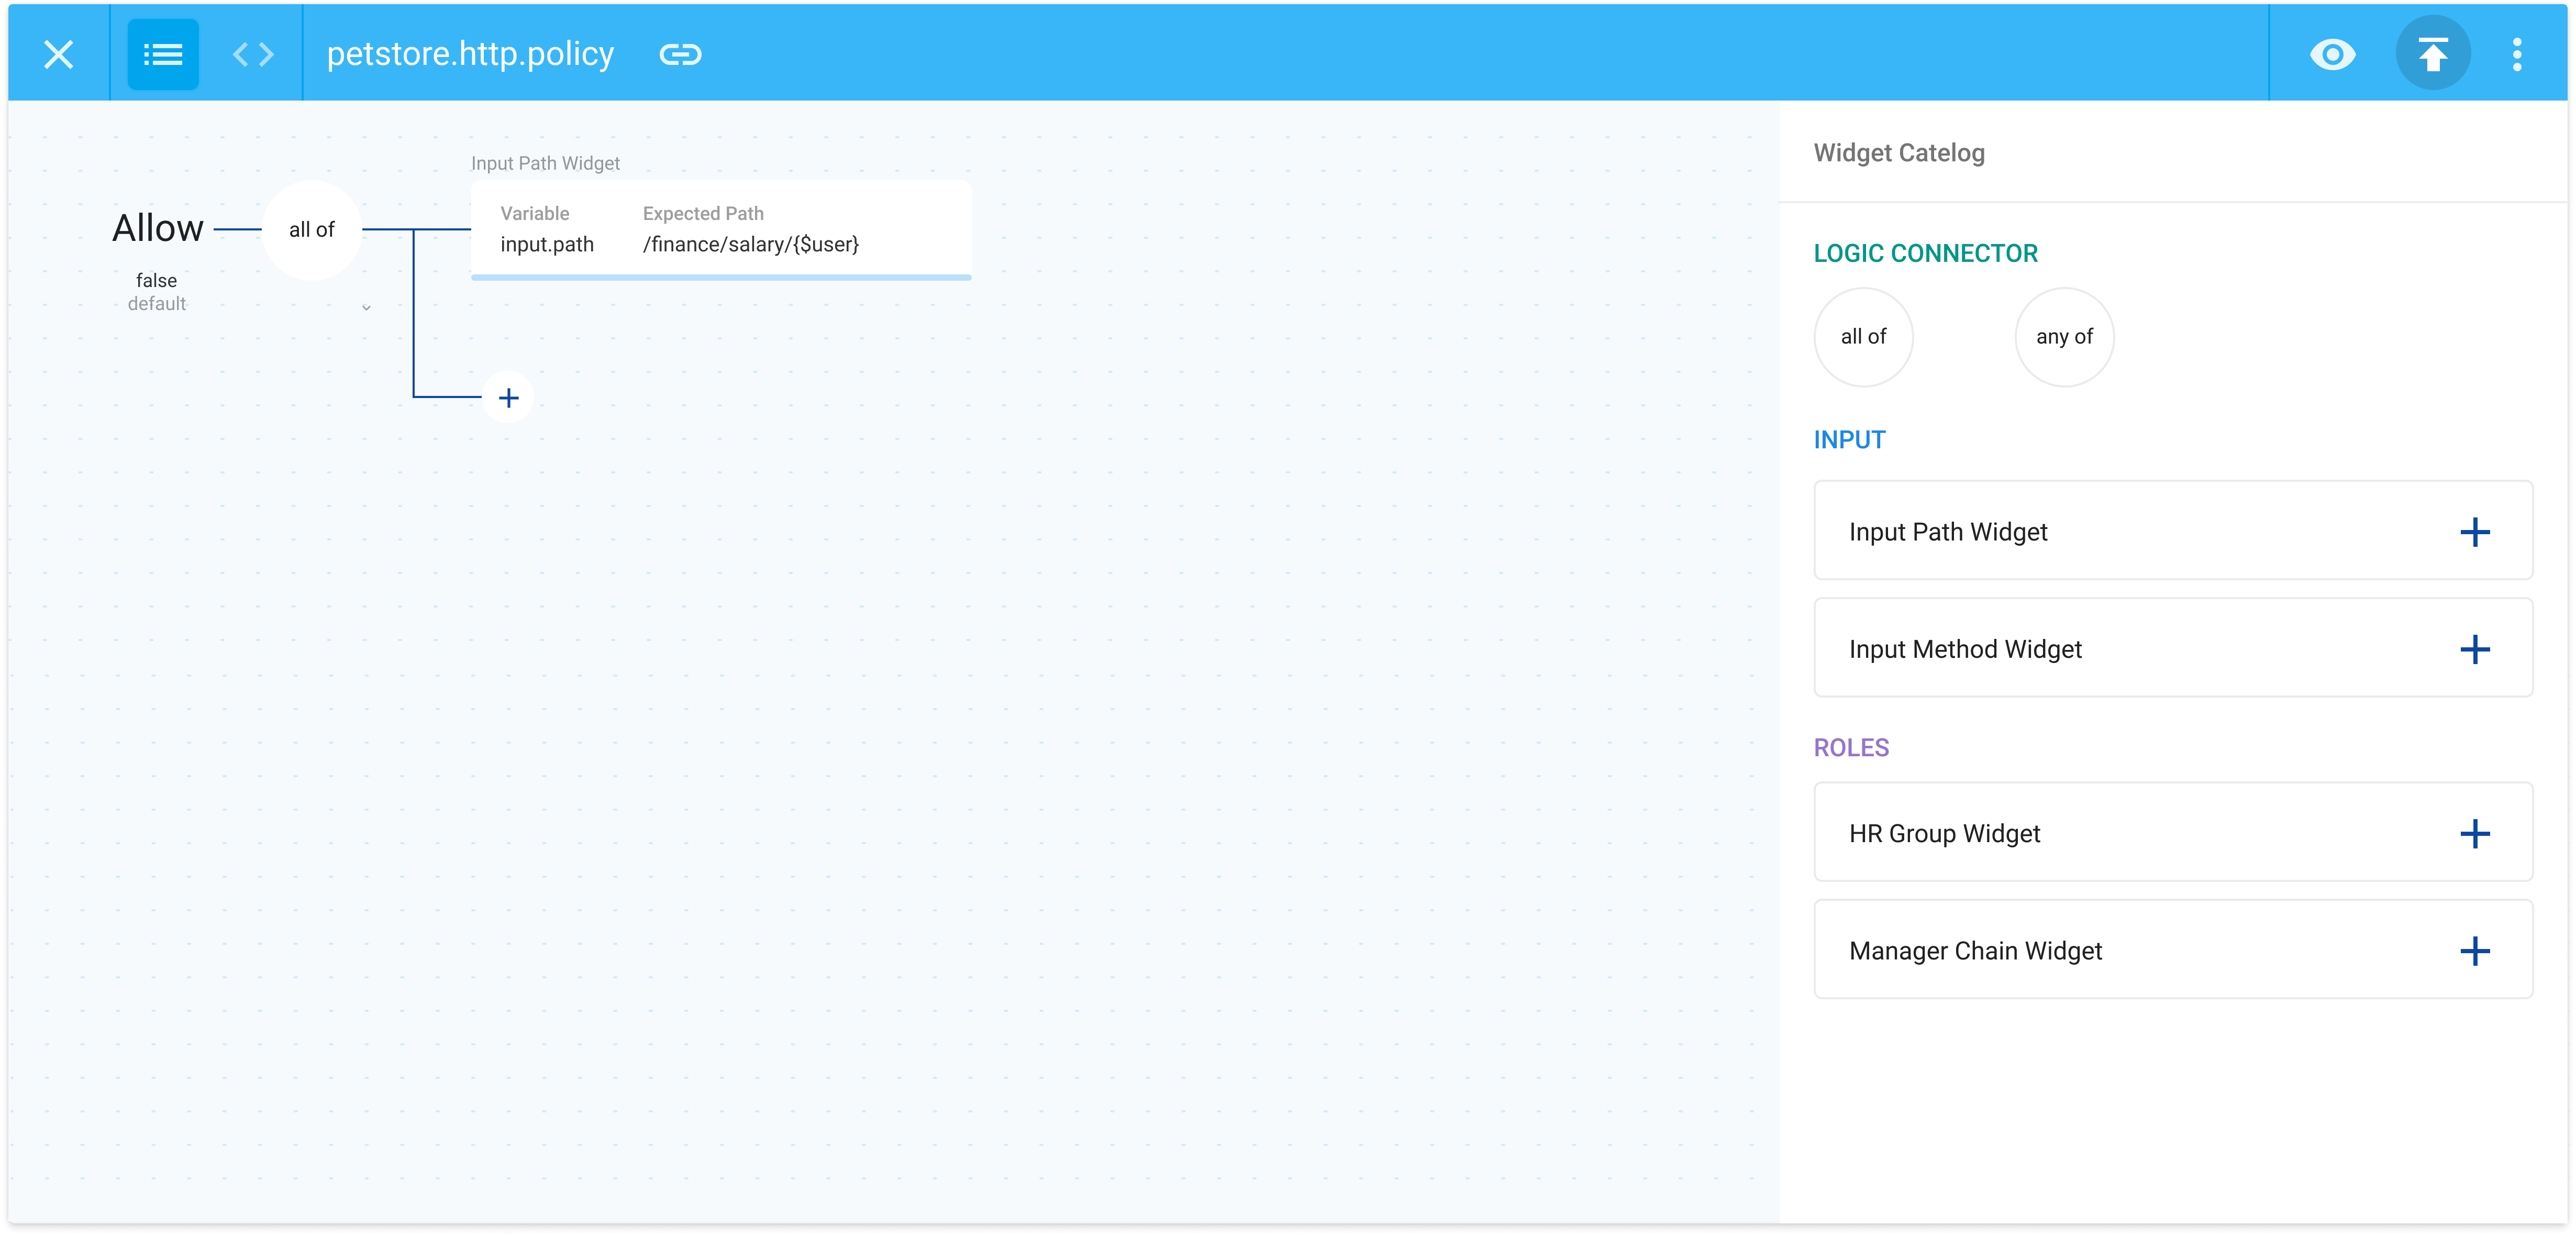 petstore.http.policy
Input Path Widget
Allow
all of
Variable
Expected Path
input.path
/finance/salary/{$user}
false
default
Widget Catelog
LOGIC CONNECTOR
all of
any of
INPUT
Input Path Widget
Input Method Widget
ROLES
HR Group Widget
Manager Chain Widget